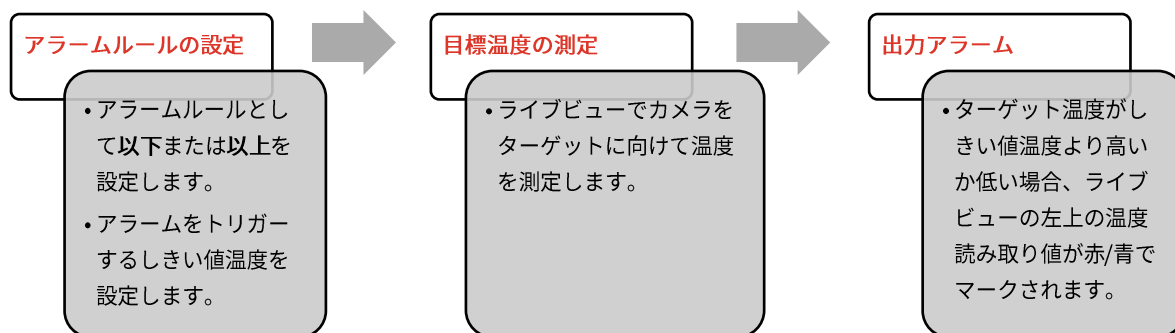 アラームルールの設定
• アラームルールとし
て以下または以上を
設定します。
• アラームをトリガー
するしきい値温度を
設定します。
目標温度の測定
• ライブビューでカメラを
ターゲットに向けて温度
を測定します。
出力アラーム
• ターゲット温度がし
きい値温度より高い
か低い場合、ライブ
ビューの左上の温度
読み取り値が赤/青で
マークされます。